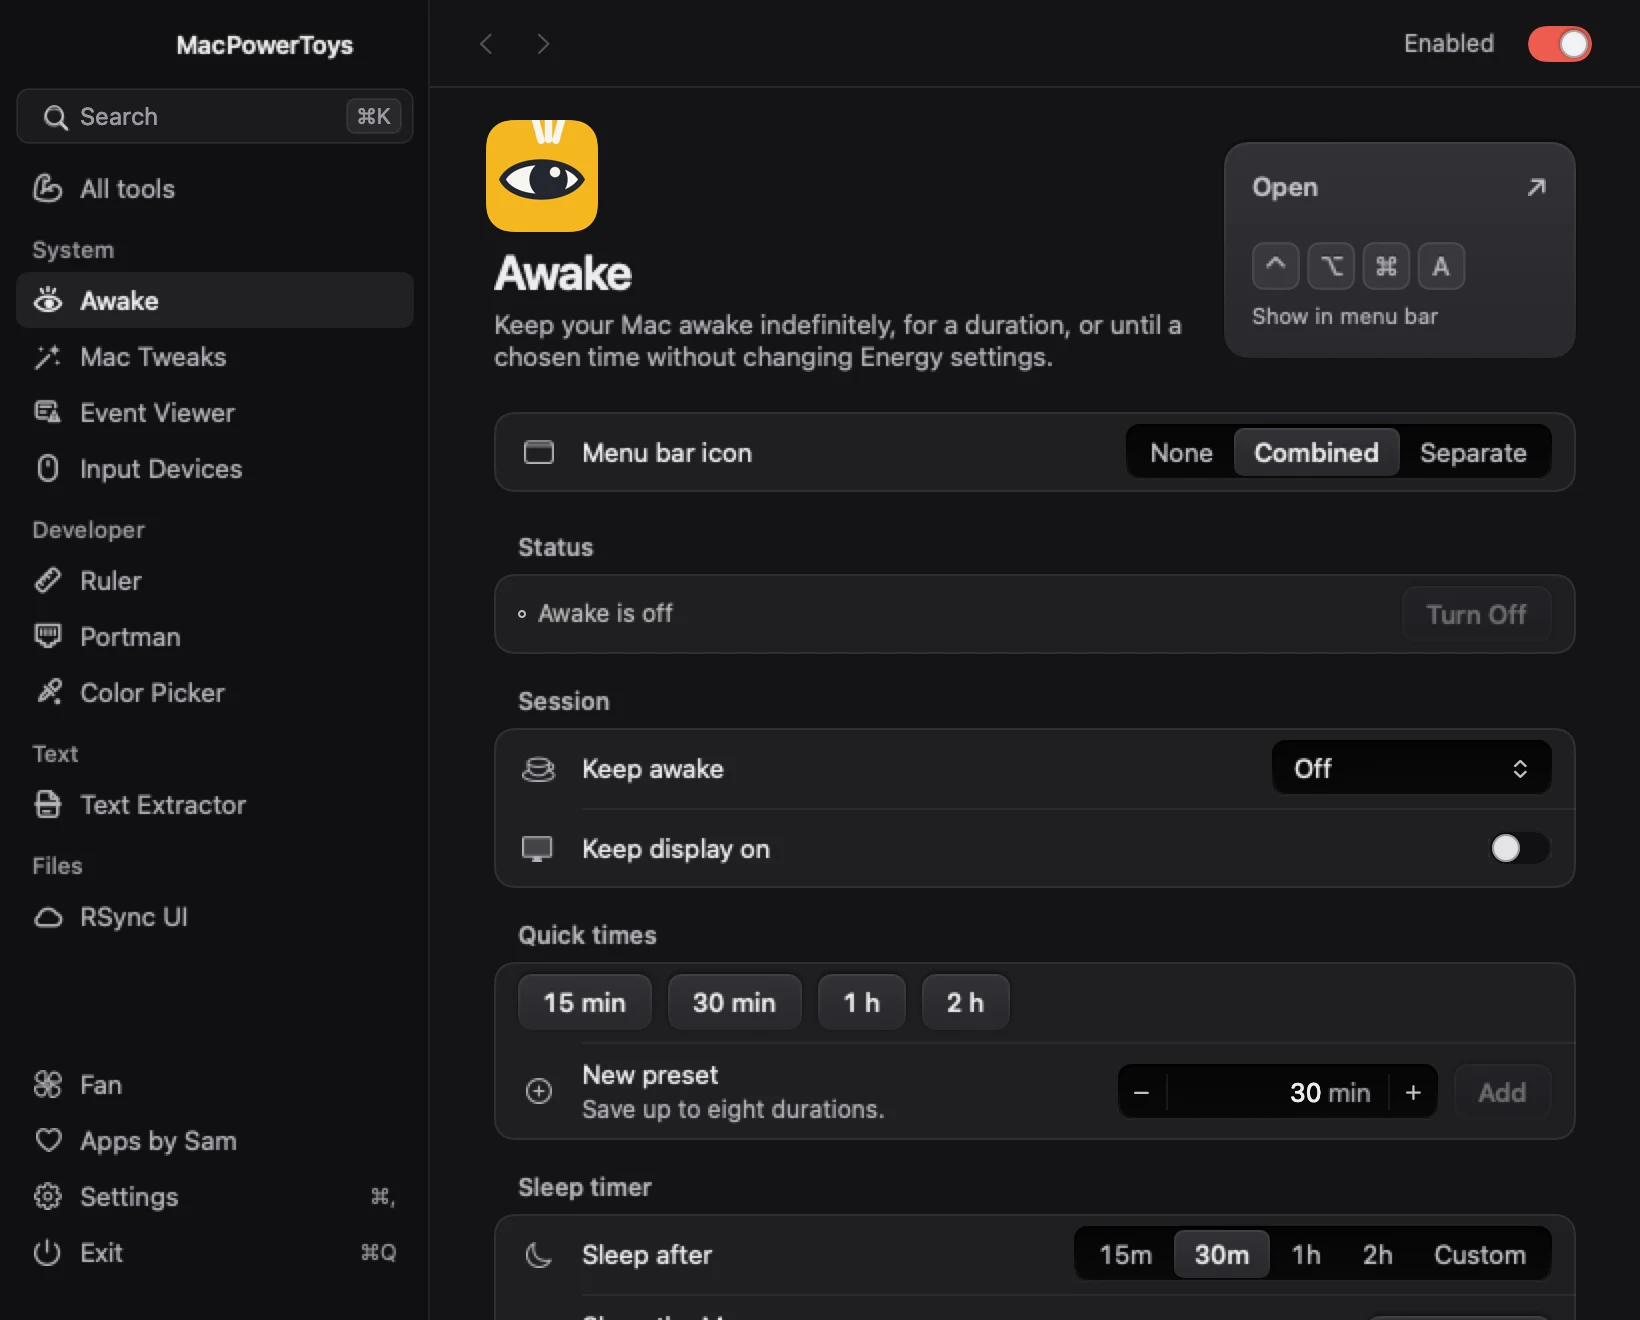 MacPowerToys
Search ⌘K
All tools
System
Awake
Mac Tweaks
Event Viewer
Input Devices
Developer
Ruler
Portman
Color Picker
Text
Text Extractor
Files
RSync UI
Fan
Apps by Sam
Settings ⌘,
Exit ⌘Q
Enabled
Awake
Keep your Mac awake indefinitely, for a duration, or until a
chosen time without changing Energy settings.
Open
⌃ ⌥ ⌘ A
Show in menu bar
Menu bar icon None Combined Separate
Status
Awake is off Turn Off
Session
Keep awake Off
Keep display on
Quick times
15 min 30 min 1 h 2 h
New preset
Save up to eight durations.
− 30 min + Add
Sleep timer
Sleep after 15m 30m 1h 2h Custom